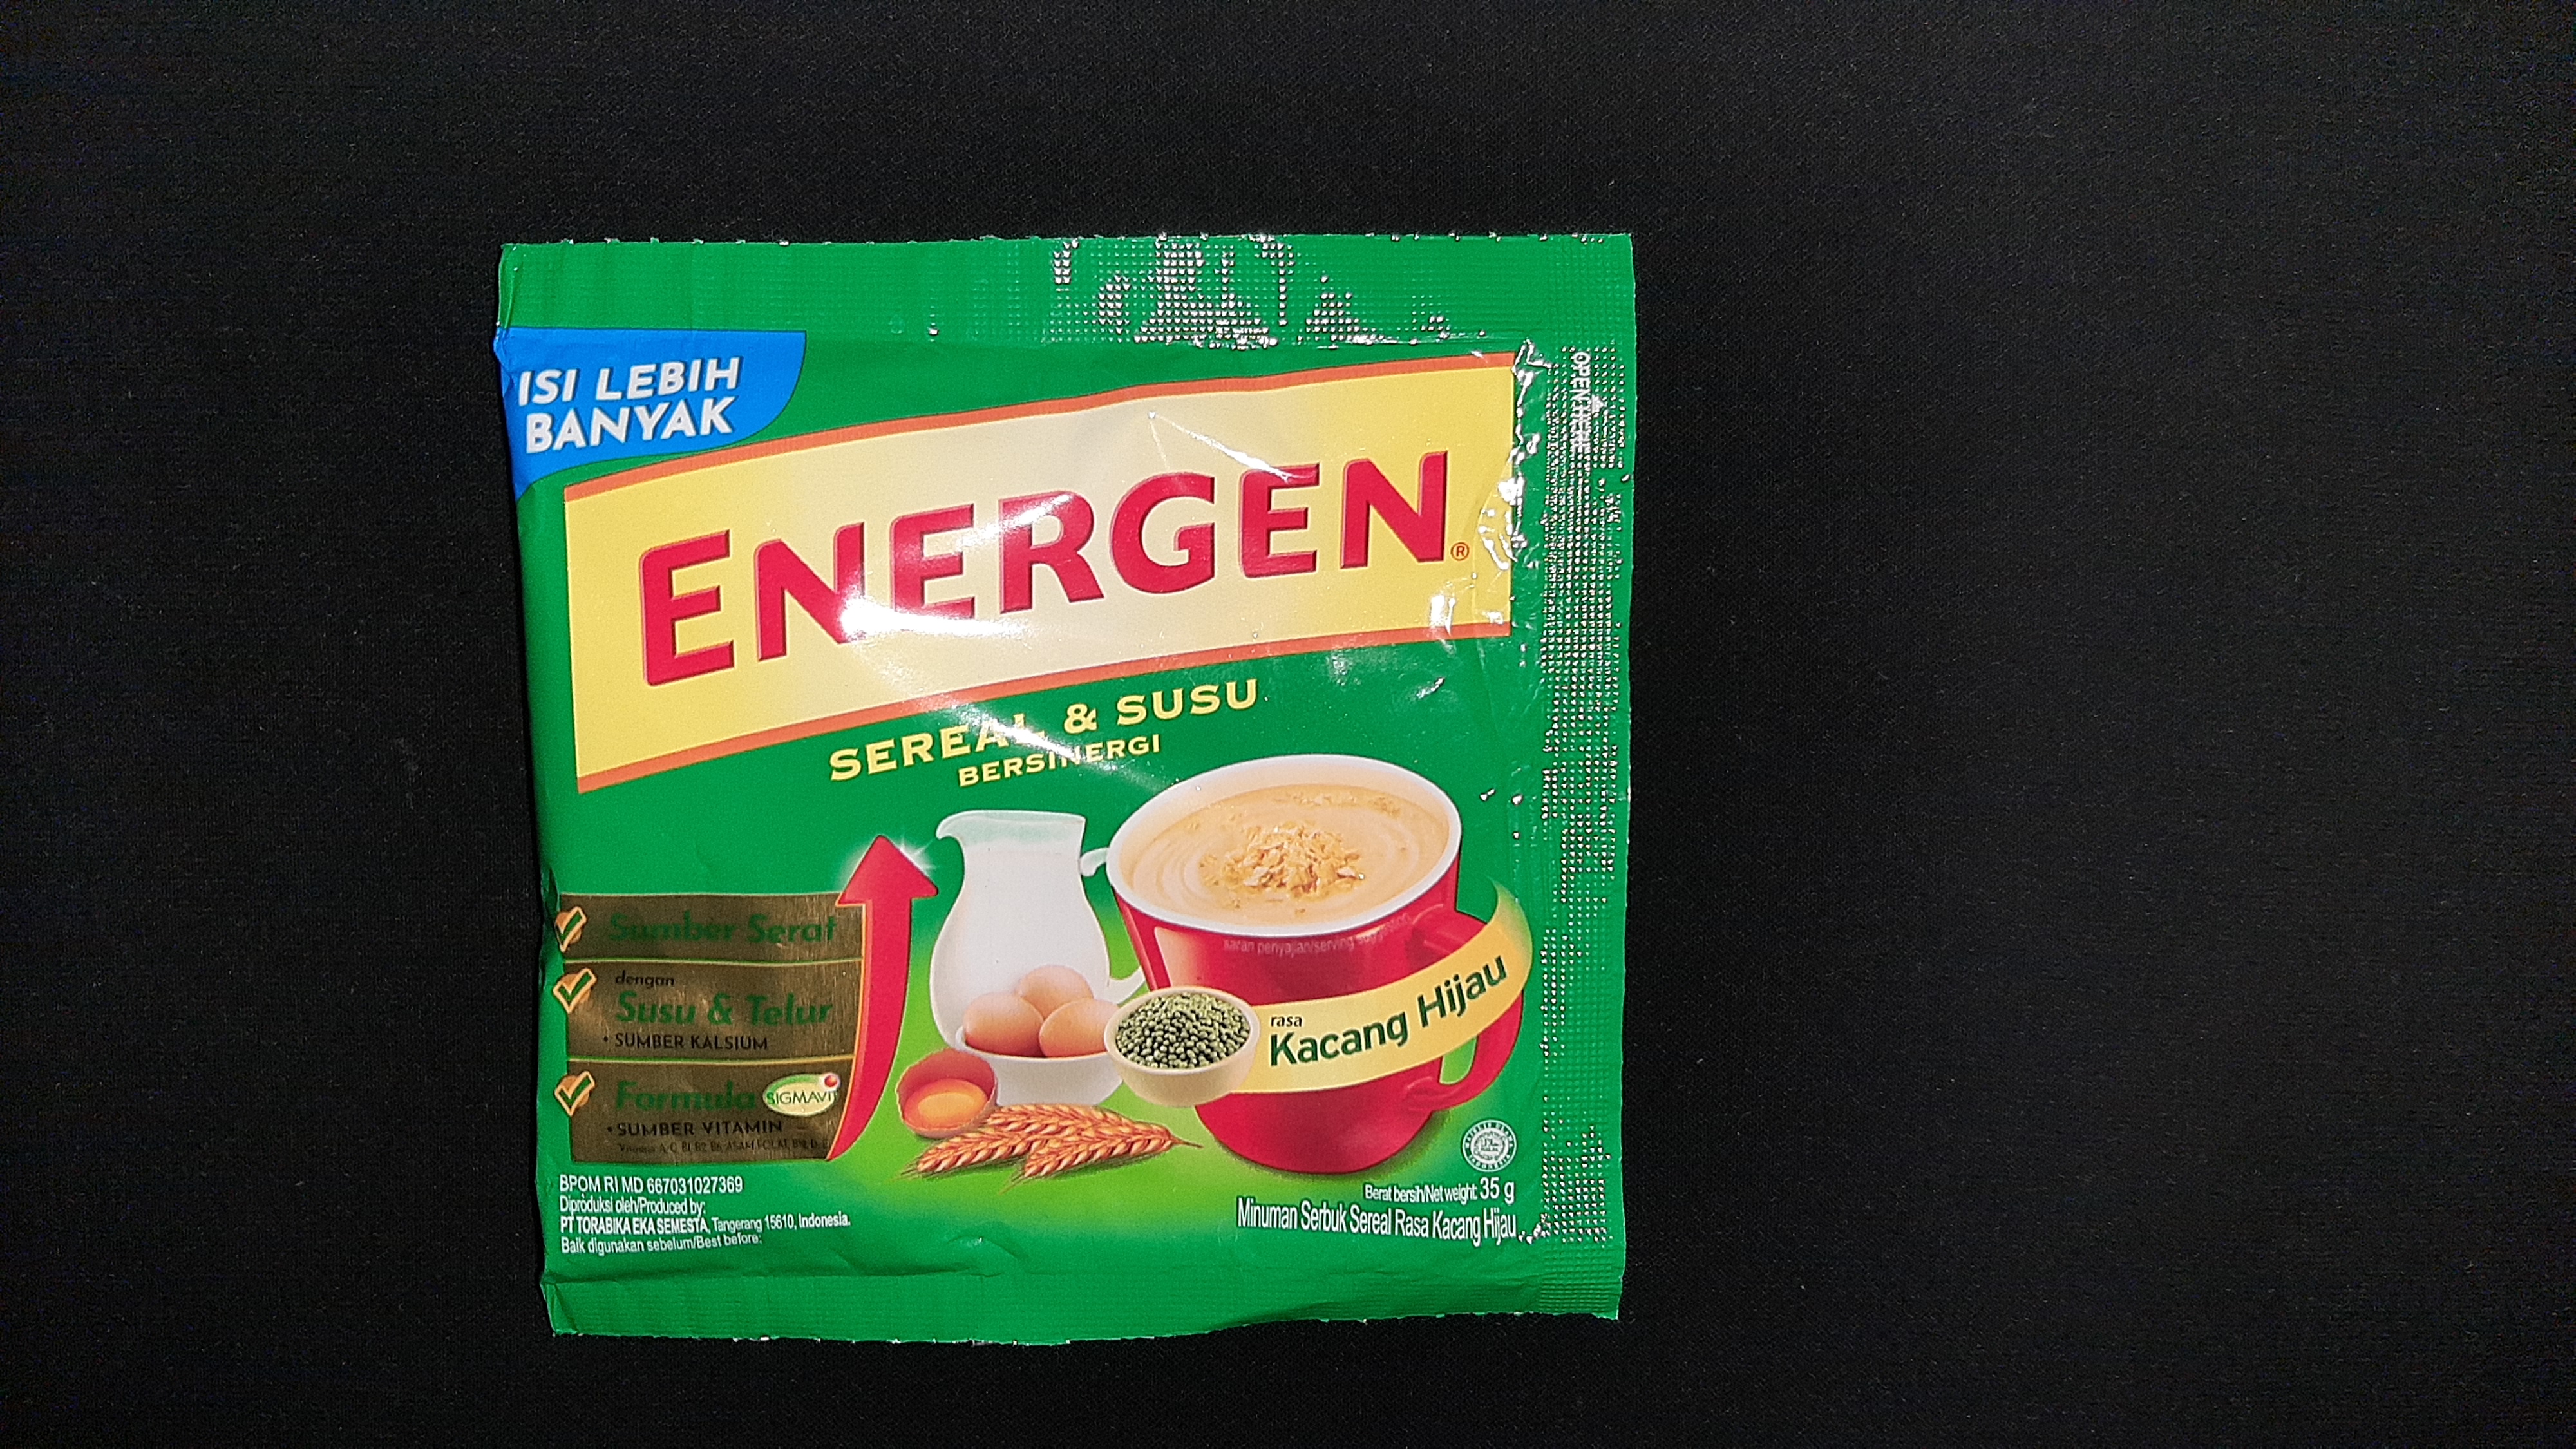 ISI LEBIH
BANYAK
ENERGEN®
SEREAL & SUSU
BERSINERGI
Sumber Serat
dengan
Susu & Telur
• SUMBER KALSIUM
Formula SIGMAVIT
• SUMBER VITAMIN
rasa
Kacang Hijau
BPOM RI MD 667031027369
Diproduksi oleh/Produced by:
PT TORABIKA EKA SEMESTA, Tangerang 15610, Indonesia.
Baik digunakan sebelum/Best before:
Berat bersih/Net weight: 35 g
Minuman Serbuk Sereal Rasa Kacang Hijau
OPEN HERE